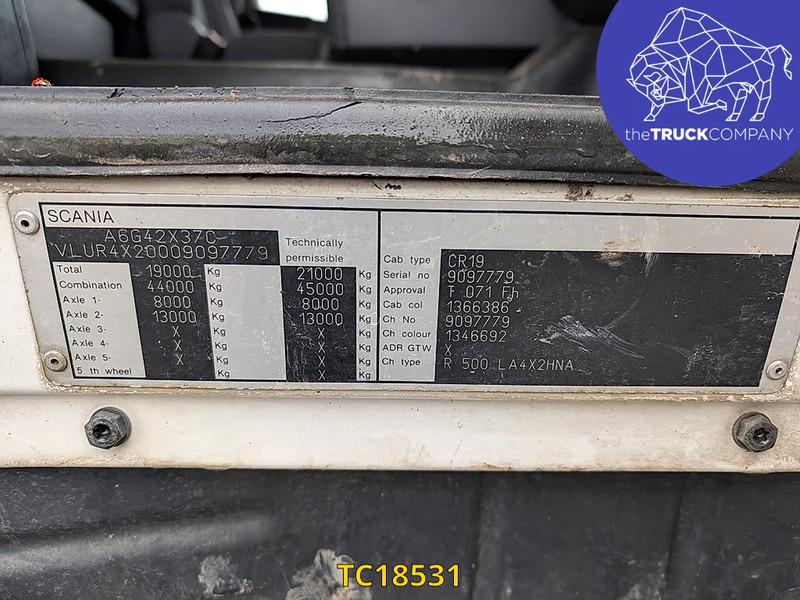 theTRUCKCOMPANY
SCANIA
A6G42X37C
VLUR4X20009097779
Technically
permissible
Total 19000 Kg 21000 Kg
Combination 44000 Kg 45000 Kg
Axle 1- 8000 Kg 8000 Kg
Axle 2- 13000 Kg 13000 Kg
Axle 3- X Kg X Kg
Axle 4- X Kg X Kg
Axle 5- X Kg X Kg
5 th wheel Kg X Kg
Cab type CR19
Serial no 9097779
Approval T 071 Fh
Cab col 1366386
Ch No 9097779
Ch colour 1346692
ADR GTW X
Ch type R 500 LA4X2HNA
TC18531